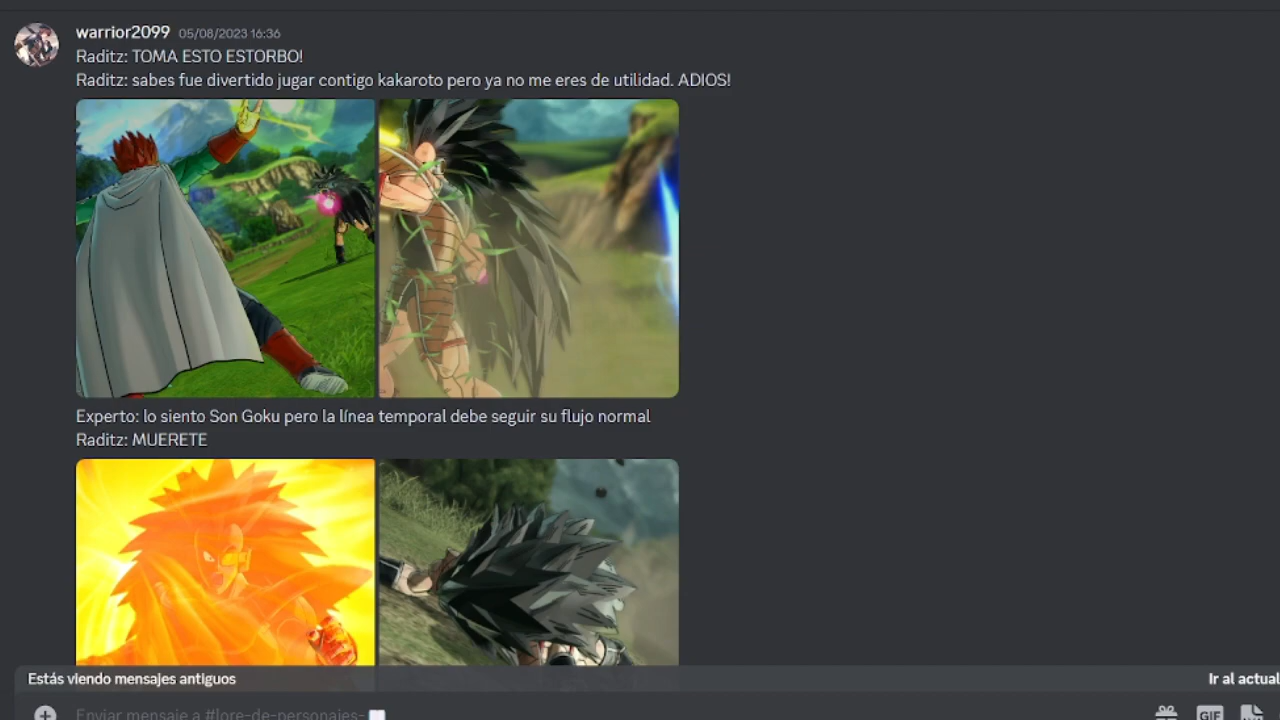 warrior2099 05/08/2023 16:36
Raditz: TOMA ESTO ESTORBO!
Raditz: sabes fue divertido jugar contigo kakaroto pero ya no me eres de utilidad. ADIOS!
Experto: lo siento Son Goku pero la línea temporal debe seguir su flujo normal
Raditz: MUERETE
Estás viendo mensajes antiguos
Ir al actual
Enviar mensaje a #lore-de-personajes-
GIF